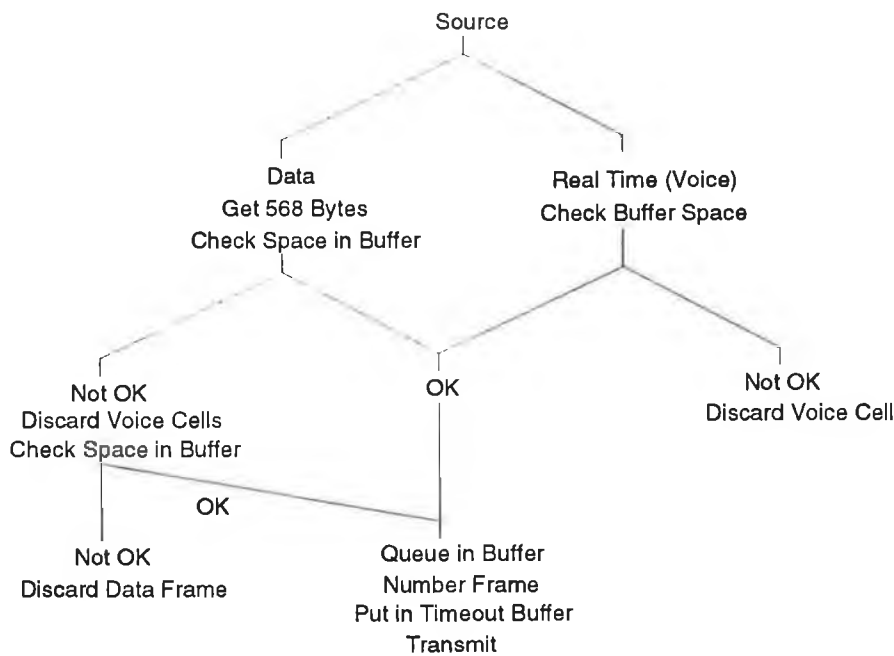 Source
Data
Get 568 Bytes
Check Space in Buffer
Real Time (Voice)
Check Buffer Space
Not OK
Discard Voice Cells
Check Space in Buffer
OK
Not OK
Discard Voice Cell
OK
Not OK
Discard Data Frame
Queue in Buffer
Number Frame
Put in Timeout Buffer
Transmit